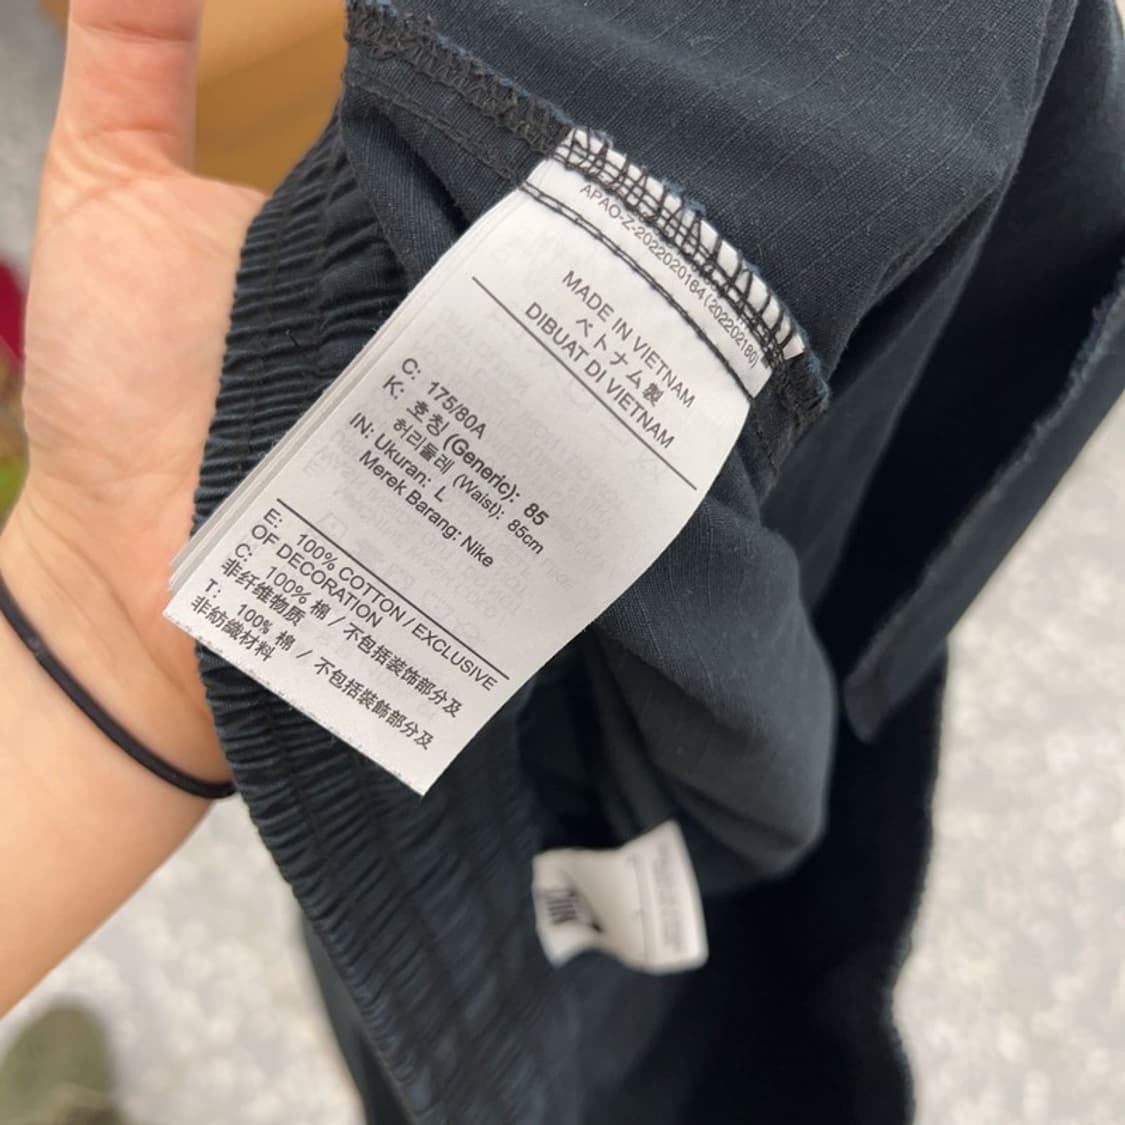 APAO-Z-2022020164(202202180)
MADE IN VIETNAM
ベトナム製
DIBUAT DI VIETNAM
C: 175/80A
K: 호칭(Generic): 85
허리둘레 (Waist): 85cm
IN: Ukuran: L
Merek Barang: Nike
E: 100% COTTON / EXCLUSIVE
OF DECORATION
C: 100% 棉 / 不包括装饰部分及
非纤维物质
T: 100% 棉 / 不包括裝飾部分及
非紡織材料